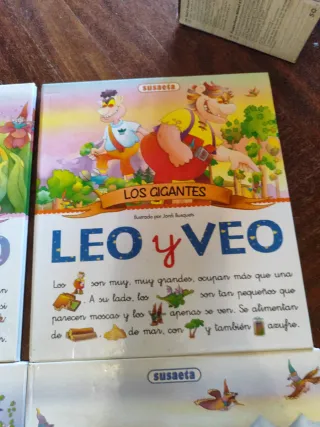 susaeta
LOS GIGANTES
Ilustrado por Jordi Busquets
LEO y VEO
Los son muy, muy grandes, ocupan más que una
. A su lado, los son tan pequeños que
parecen moscas y los apenas se ven. Se alimentan
de de mar, con y también azufre.
susaeta